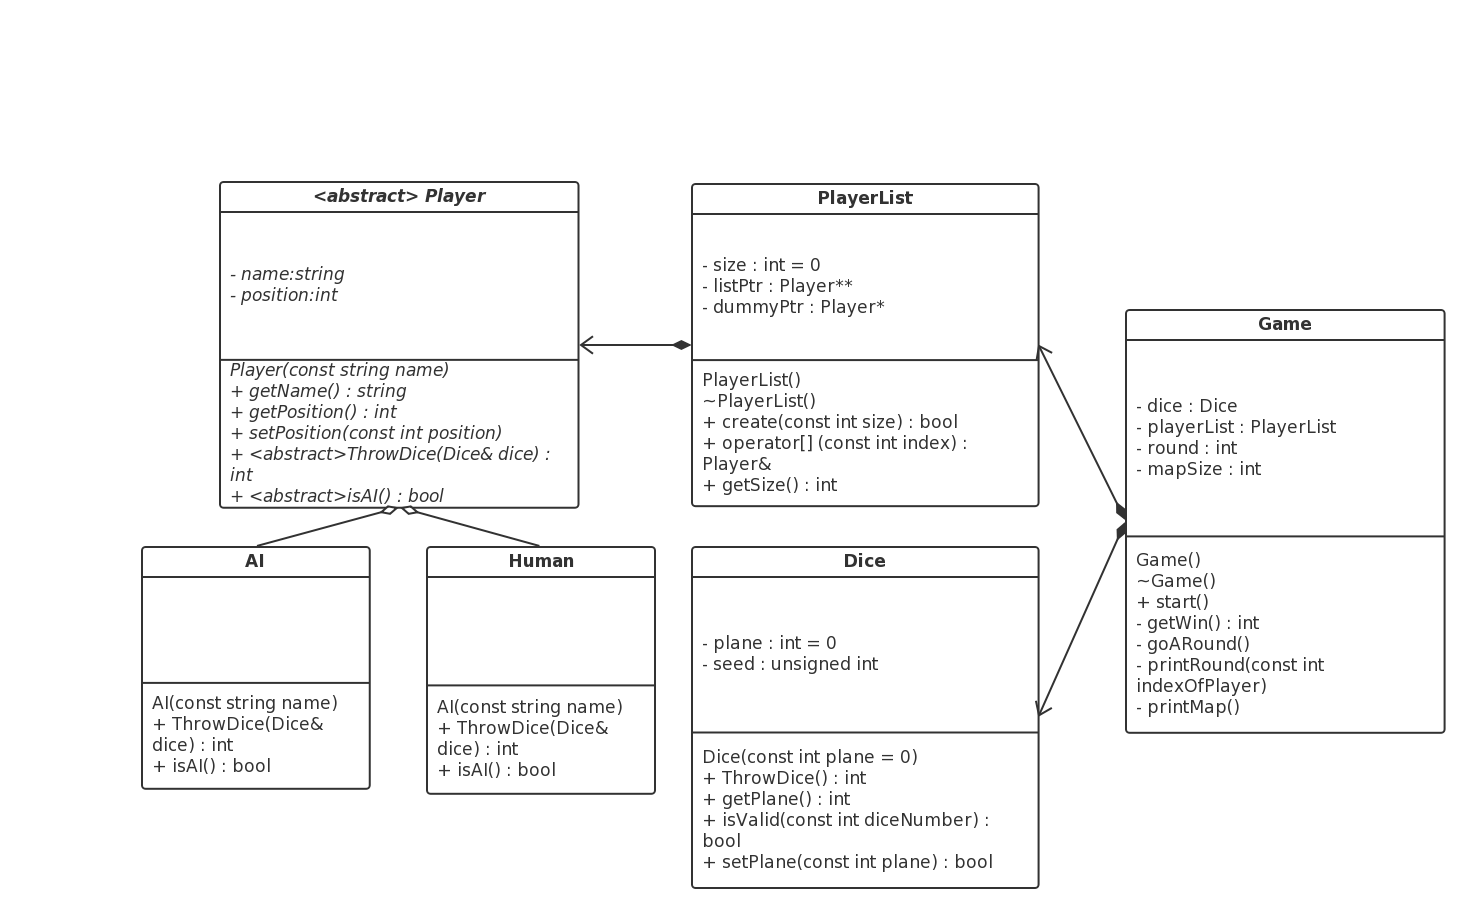 <abstract> Player
- name:string
- position:int
Player(const string name)
+ getName() : string
+ getPosition() : int
+ setPosition(const int position)
+ <abstract>ThrowDice(Dice& dice) :
int
+ <abstract>isAI() : bool
PlayerList
- size : int = 0
- listPtr : Player**
- dummyPtr : Player*
PlayerList()
~PlayerList()
+ create(const int size) : bool
+ operator[] (const int index) :
Player&
+ getSize() : int
Game
- dice : Dice
- playerList : PlayerList
- round : int
- mapSize : int
Game()
~Game()
+ start()
- getWin() : int
- goARound()
- printRound(const int
indexOfPlayer)
- printMap()
AI
AI(const string name)
+ ThrowDice(Dice&
dice) : int
+ isAI() : bool
Human
AI(const string name)
+ ThrowDice(Dice&
dice) : int
+ isAI() : bool
Dice
- plane : int = 0
- seed : unsigned int
Dice(const int plane = 0)
+ ThrowDice() : int
+ getPlane() : int
+ isValid(const int diceNumber) :
bool
+ setPlane(const int plane) : bool